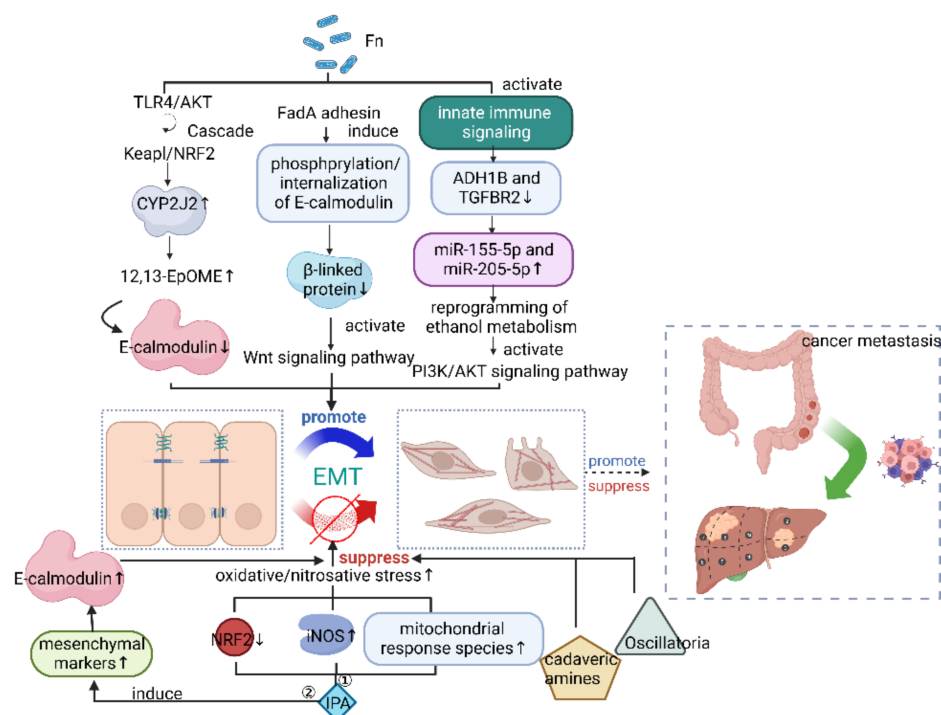 Fn
activate
TLR4/AKT
Cascade
Keapl/NRF2
CYP2J2↑
12,13-EpOME↑
E-calmodulin↓
FadA adhesin
induce
phosphprylation/
internalization
of E-calmodulin
β-linked
protein↓
activate
Wnt signaling pathway
innate immune
signaling
ADH1B and
TGFBR2↓
miR-155-5p and
miR-205-5p↑
reprogramming of
ethanol metabolism
activate
PI3K/AKT signaling pathway
cancer metastasis
promote
EMT
promote
suppress
suppress
E-calmodulin↑
oxidative/nitrosative stress↑
NRF2↓
iNOS↑
mitochondrial
response species↑
meschymal
markers↑
induce
②
①
IPA
cadaveric
amines
Oscillatoria